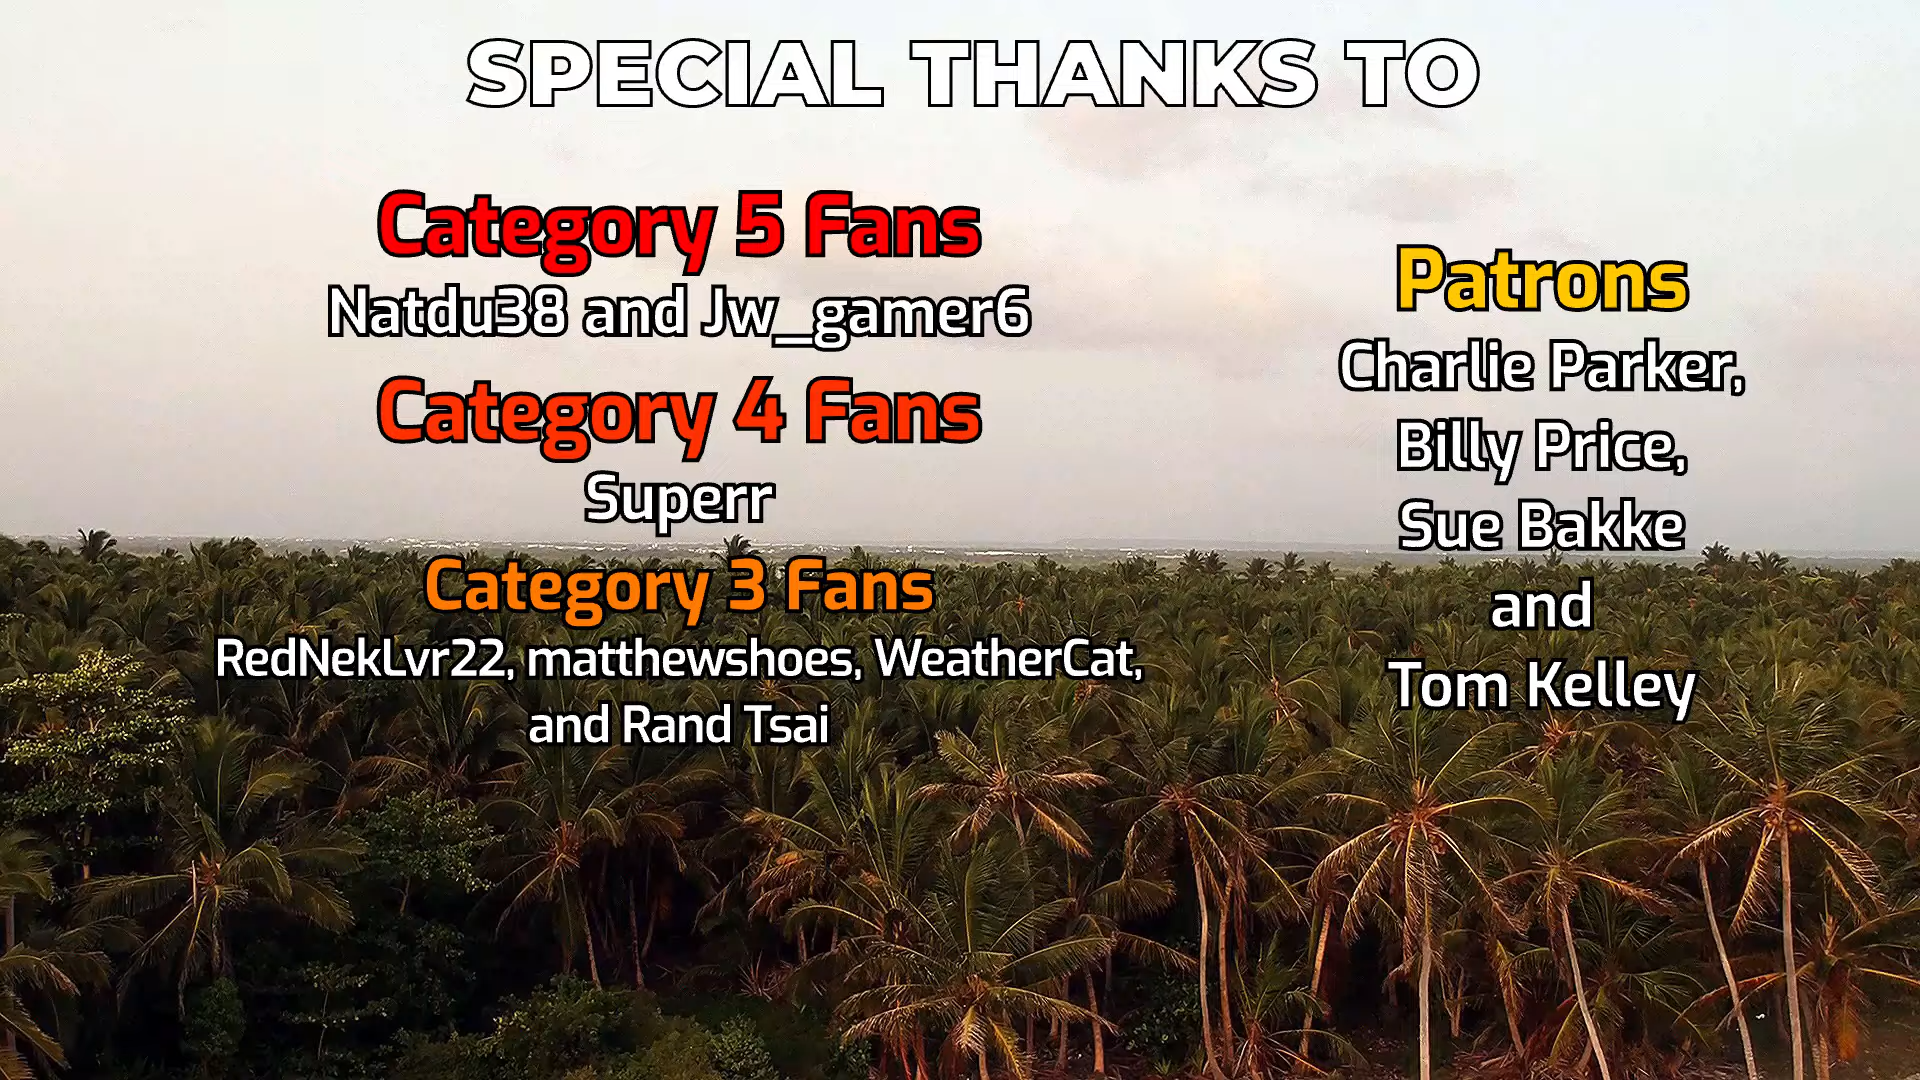 SPECIAL THANKS TO
Category 5 Fans
Natdu38 and Jw_gamer6
Category 4 Fans
Superr
Category 3 Fans
RedNekLvr22, matthewshoes, WeatherCat,
and Rand Tsai
Patrons
Charlie Parker,
Billy Price,
Sue Bakke
and
Tom Kelley